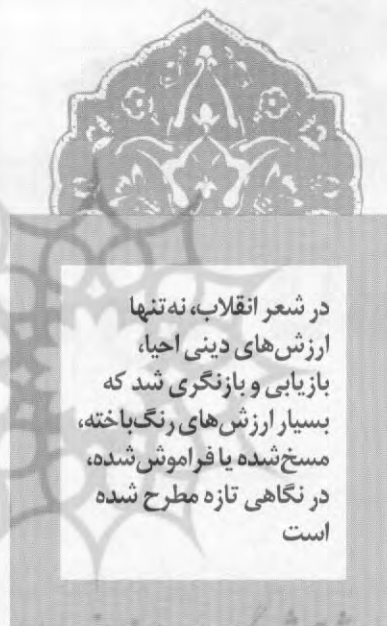 در شعر انقلاب، نه‌تنها
ارزش‌های دینی احیا،
بازیابی و بازنگری شد که
بسیار ارزش‌های رنگ‌باخته،
مسخ‌شده یا فراموش‌شده،
در نگاهی تازه مطرح شده
است